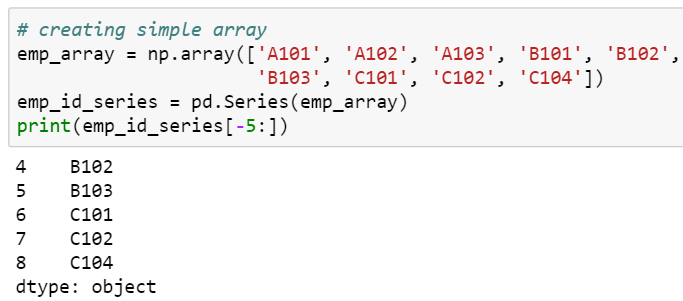 # creating simple array
emp_array = np.array(['A101', 'A102', 'A103', 'B101', 'B102',
                      'B103', 'C101', 'C102', 'C104'])
emp_id_series = pd.Series(emp_array)
print(emp_id_series[-5:])
4    B102
5    B103
6    C101
7    C102
8    C104
dtype: object